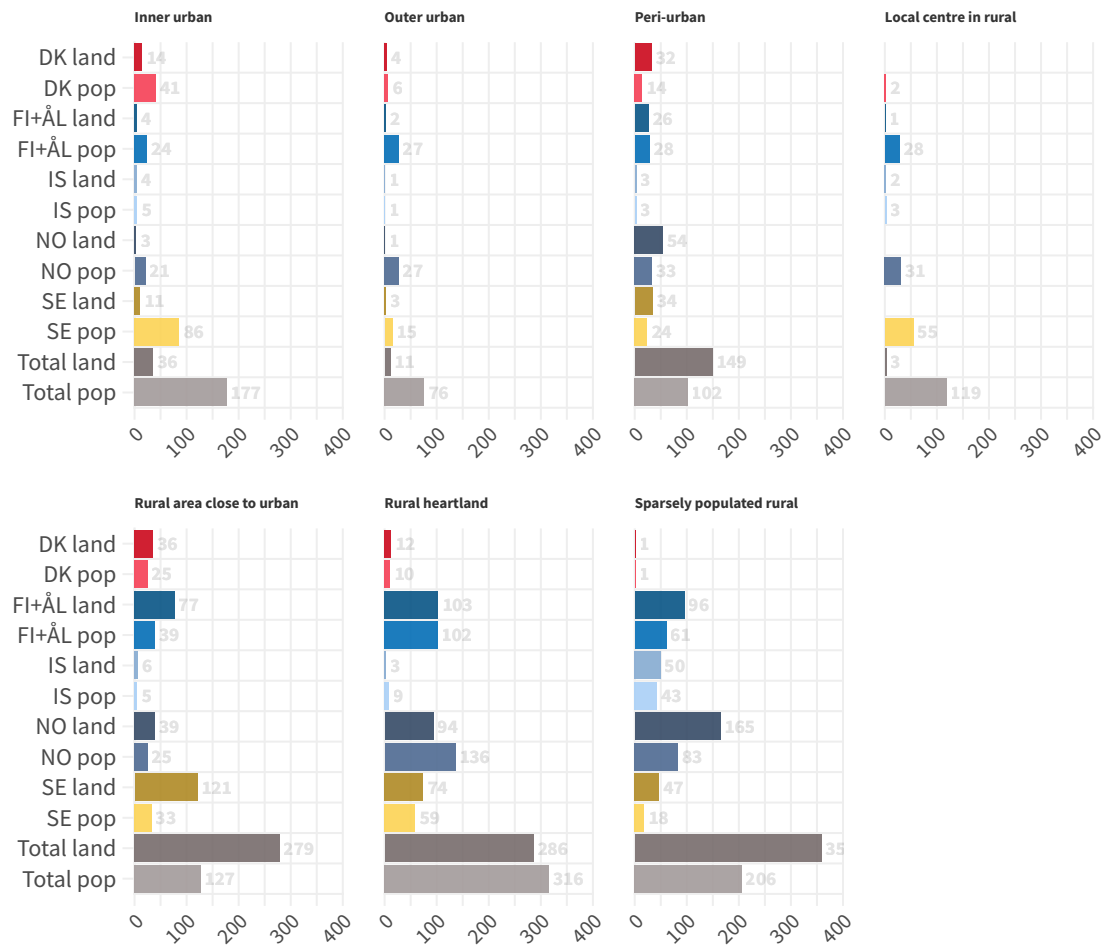 Inner urban
Outer urban
Peri-urban
Local centre in rural
DK land 14 4 32
DK pop 41 6 14 2
FI+ÅL land 4 2 26 1
FI+ÅL pop 24 27 28 28
IS land 4 1 3 2
IS pop 5 1 3 3
NO land 3 1 54
NO pop 21 27 33 31
SE land 11 3 34
SE pop 86 15 24 55
Total land 36 11 149 3
Total pop 177 76 102 119
0 100 200 300 400 0 100 200 300 400 0 100 200 300 400 0 100 200 300 400
Rural area close to urban
Rural heartland
Sparsely populated rural
DK land 36 12 1
DK pop 25 10 1
FI+ÅL land 77 103 96
FI+ÅL pop 39 102 61
IS land 6 3 50
IS pop 5 9 43
NO land 39 94 165
NO pop 25 136 83
SE land 121 74 47
SE pop 33 59 18
Total land 279 286 35
Total pop 127 316 206
0 100 200 300 400 0 100 200 300 400 0 100 200 300 400